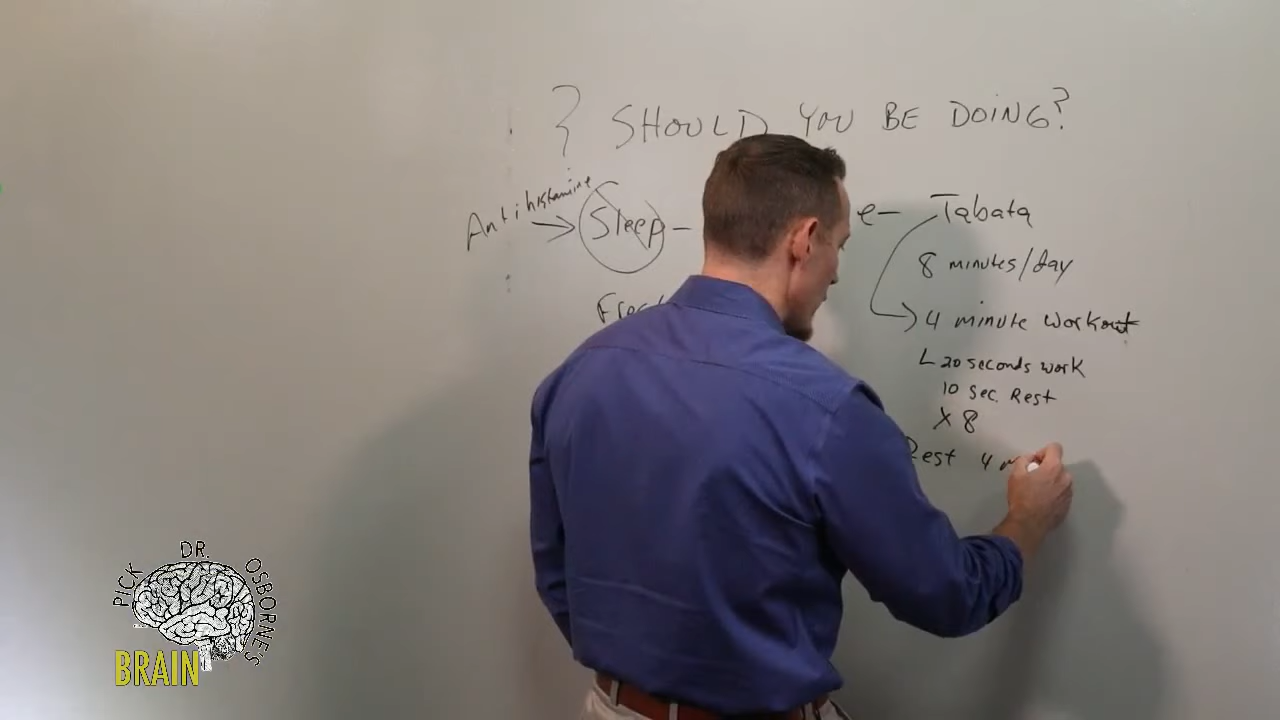 ? SHOULD YOU BE DOING?
Antihistamine → Sleep – e – Tabata
8 minutes/day
4 minute workout
20 seconds work
10 sec. Rest
X 8
Rest 4 m
PICK DR. OSBORNE'S
BRAIN